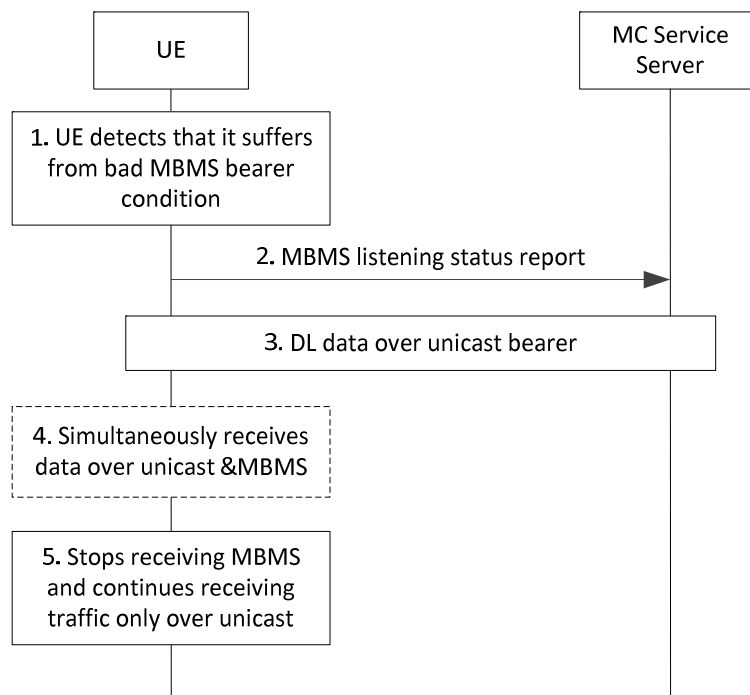 UE
MC Service
Server
1. UE detects that it suffers
from bad MBMS bearer
condition
2. MBMS listening status report
3. DL data over unicast bearer
4. Simultaneously receives
data over unicast &MBMS
5. Stops receiving MBMS
and continues receiving
traffic only over unicast